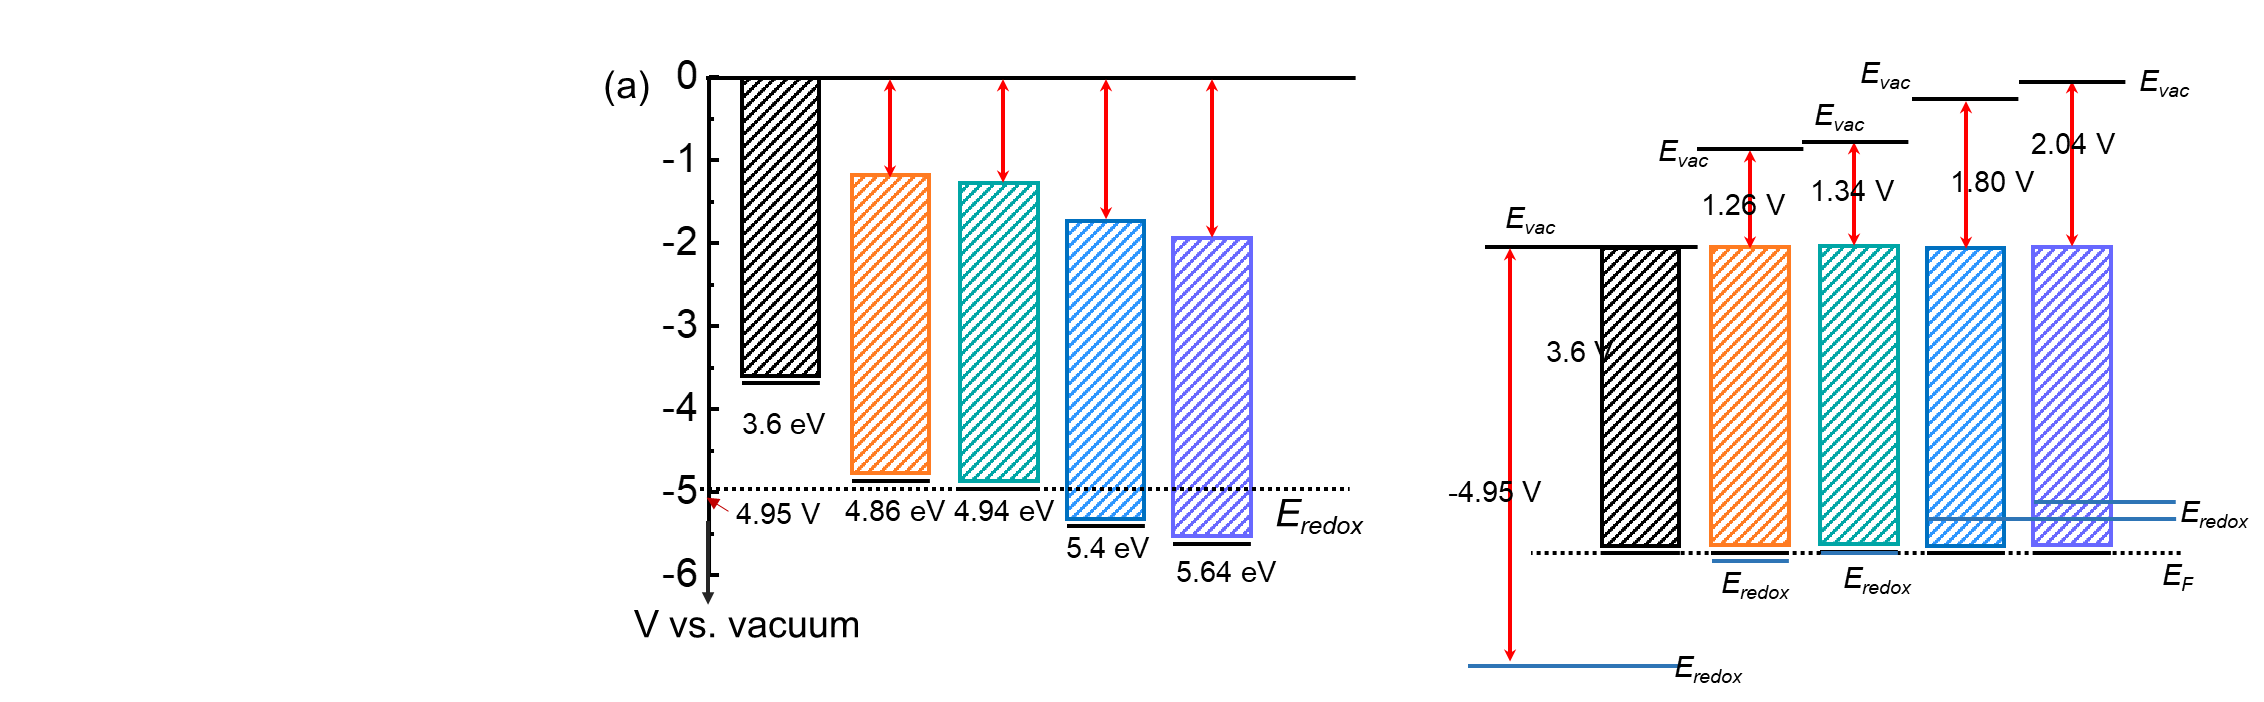 (a)
0
-1
-2
-3
-4
-5
-6
3.6 eV
4.95 V
4.86 eV
4.94 eV
5.4 eV
5.64 eV
Eredox
V vs. vacuum
Evac
Evac
Evac
Evac
Evac
2.04 V
1.80 V
1.34 V
1.26 V
3.6 V
-4.95 V
Eredox
Eredox
Eredox
EF
Eredox